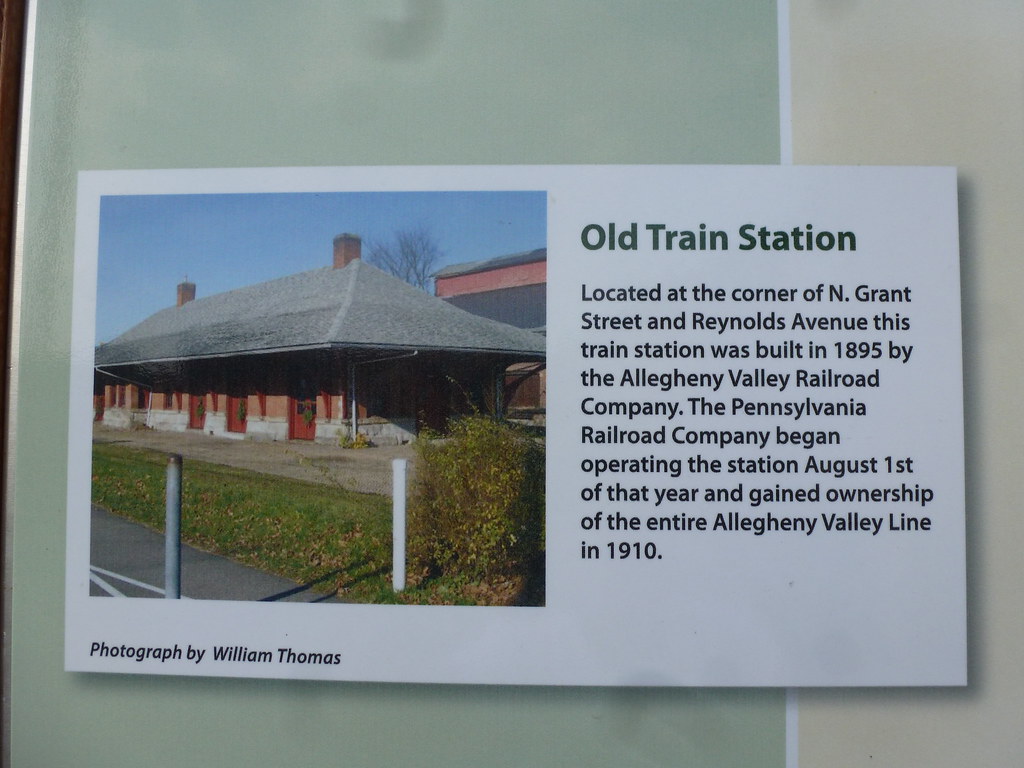 Old Train Station
Located at the corner of N. Grant
Street and Reynolds Avenue this
train station was built in 1895 by
the Allegheny Valley Railroad
Company. The Pennsylvania
Railroad Company began
operating the station August 1st
of that year and gained ownership
of the entire Allegheny Valley Line
in 1910.
Photograph by William Thomas